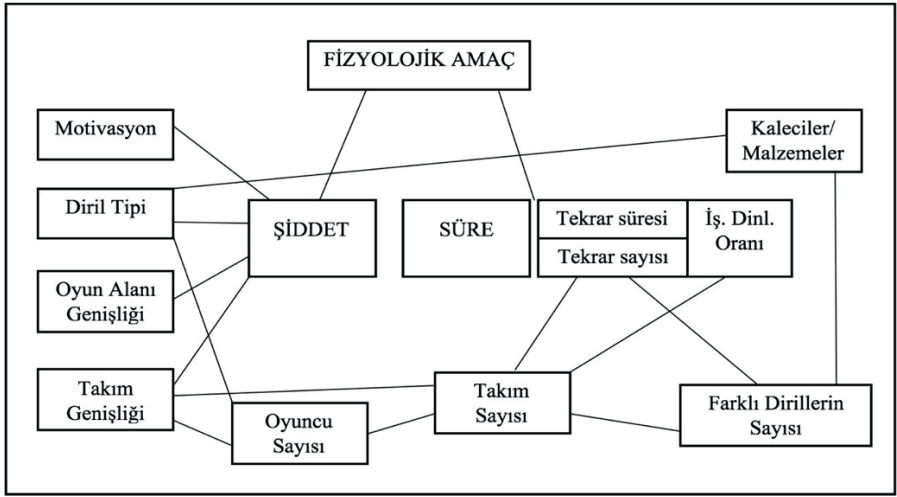 FİZYOLOJİK AMAÇ
Motivasyon
Kaleciler/
Malzemeler
Diril Tipi
ŞİDDET
SÜRE
Tekrar süresi
Tekrar sayısı
İş. Dinl.
Oranı
Oyun Alanı
Genişliği
Takım
Genişliği
Oyuncu
Sayısı
Takım
Sayısı
Farklı Dirillerin
Sayısı